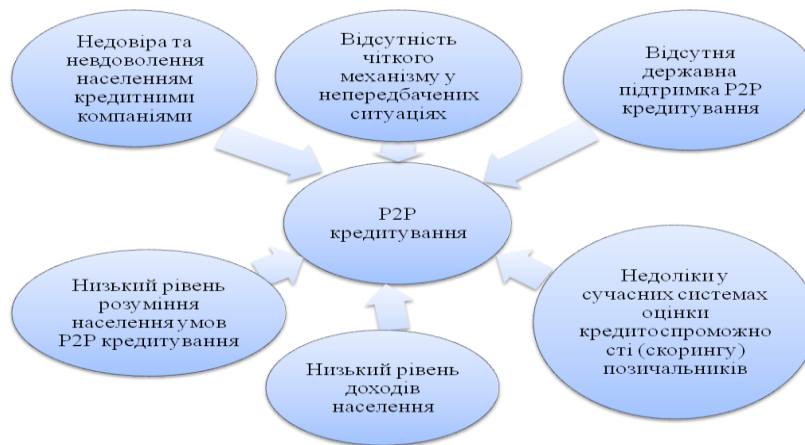 Недовіра та
невдоволення
населенням
кредитними
компаніями
Відсутність
чіткого
механізму у
непередбачених
ситуаціях
Відсутня
державна
підтримка P2P
кредитування
P2P
кредитування
Низький рівень
розуміння
населення умов
P2P кредитування
Низький рівень
доходів
населення
Недоліки у
сучасних системах
оцінки
кредитоспроможно
сті (скорингу)
позичальників